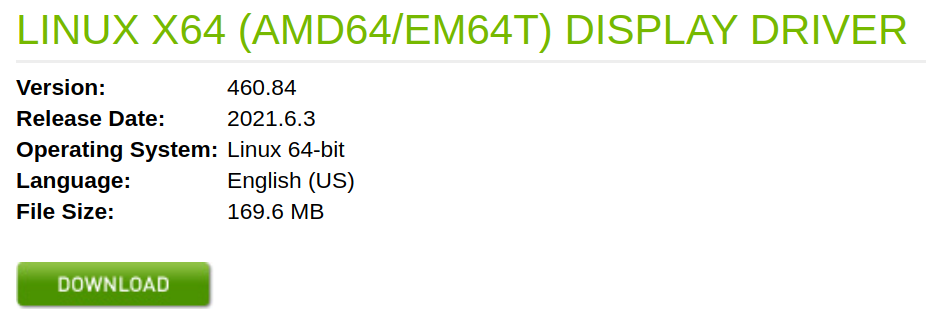 LINUX X64 (AMD64/EM64T) DISPLAY DRIVER
Version: 460.84
Release Date: 2021.6.3
Operating System: Linux 64-bit
Language: English (US)
File Size: 169.6 MB
DOWNLOAD